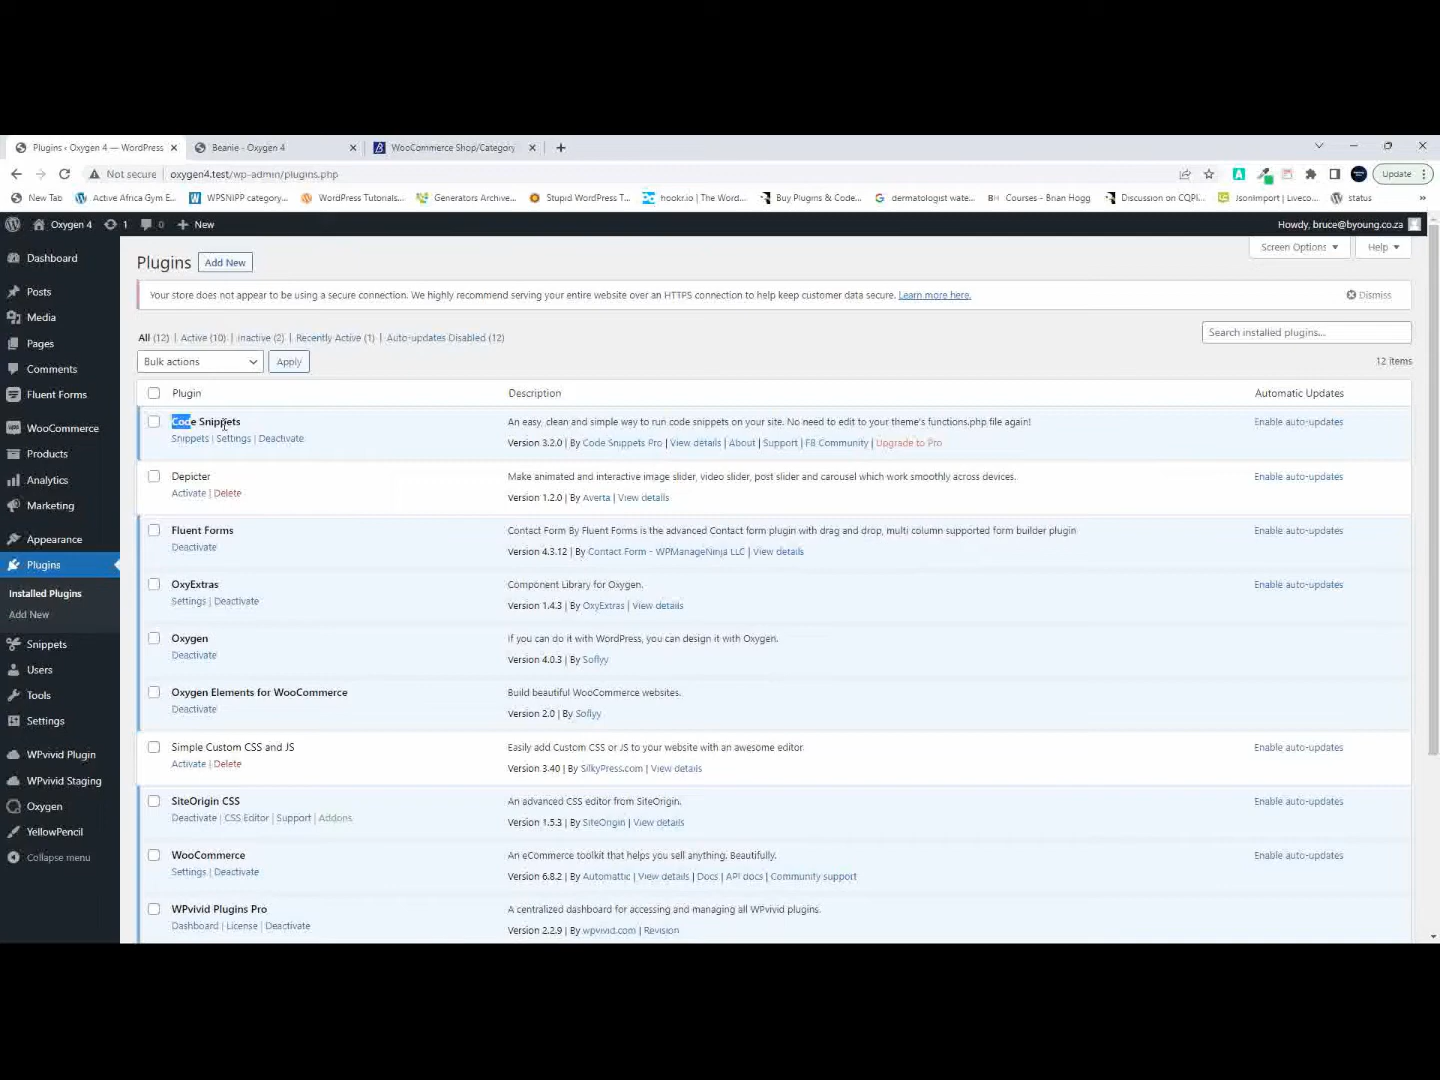 Plugins ‹ Oxygen 4 — WordPress
Beanie - Oxygen 4
WooCommerce Shop/Category
Not secure
oxygen4.test/wp-admin/plugins.php
Update
New Tab
Active Africa Gym E...
WPSNIPP category...
WordPress Tutorials...
Generators Archive...
Stupid WordPress T...
hookr.io | The Word...
Buy Plugins & Code...
dermatologist wate...
Courses - Brian Hogg
Discussion on CQPI...
JsonImport | Liveco...
status
Oxygen 4
1
0
New
Howdy, bruce@byoung.co.za
Dashboard
Posts
Media
Pages
Comments
Fluent Forms
WooCommerce
Products
Analytics
Marketing
Appearance
Plugins
Installed Plugins
Add New
Snippets
Users
Tools
Settings
WPvivid Plugin
WPvivid Staging
Oxygen
YellowPencil
Collapse menu
Screen Options
Help
Plugins
Add New
Your store does not appear to be using a secure connection. We highly recommend serving your entire website over an HTTPS connection to help keep customer data secure. Learn more here.
Dismiss
All (12) | Active (10) | Inactive (2) | Recently Active (1) | Auto-updates Disabled (12)
Search installed plugins...
Bulk actions
Apply
12 items
Plugin
Description
Automatic Updates
Code Snippets
Snippets | Settings | Deactivate
An easy, clean and simple way to run code snippets on your site. No need to edit to your theme's functions.php file again!
Version 3.2.0 | By Code Snippets Pro | View details | About | Support | FB Community | Upgrade to Pro
Enable auto-updates
Depicter
Activate | Delete
Make animated and interactive image slider, video slider, post slider and carousel which work smoothly across devices.
Version 1.2.0 | By Averta | View details
Enable auto-updates
Fluent Forms
Deactivate
Contact Form By Fluent Forms is the advanced Contact form plugin with drag and drop, multi column supported form builder plugin
Version 4.3.12 | By Contact Form - WPManageNinja LLC | View details
Enable auto-updates
OxyExtras
Settings | Deactivate
Component Library for Oxygen.
Version 1.4.3 | By OxyExtras | View details
Enable auto-updates
Oxygen
Deactivate
If you can do it with WordPress, you can design it with Oxygen.
Version 4.0.3 | By Soflyy
Oxygen Elements for WooCommerce
Deactivate
Build beautiful WooCommerce websites.
Version 2.0 | By Soflyy
Simple Custom CSS and JS
Activate | Delete
Easily add Custom CSS or JS to your website with an awesome editor.
Version 3.40 | By SilkyPress.com | View details
Enable auto-updates
SiteOrigin CSS
Deactivate | CSS Editor | Support | Addons
An advanced CSS editor from SiteOrigin.
Version 1.5.3 | By SiteOrigin | View details
Enable auto-updates
WooCommerce
Settings | Deactivate
An eCommerce toolkit that helps you sell anything. Beautifully.
Version 6.8.2 | By Automattic | View details | Docs | API docs | Community support
Enable auto-updates
WPvivid Plugins Pro
Dashboard | License | Deactivate
A centralized dashboard for accessing and managing all WPvivid plugins.
Version 2.2.9 | By wpvivid.com | Revision